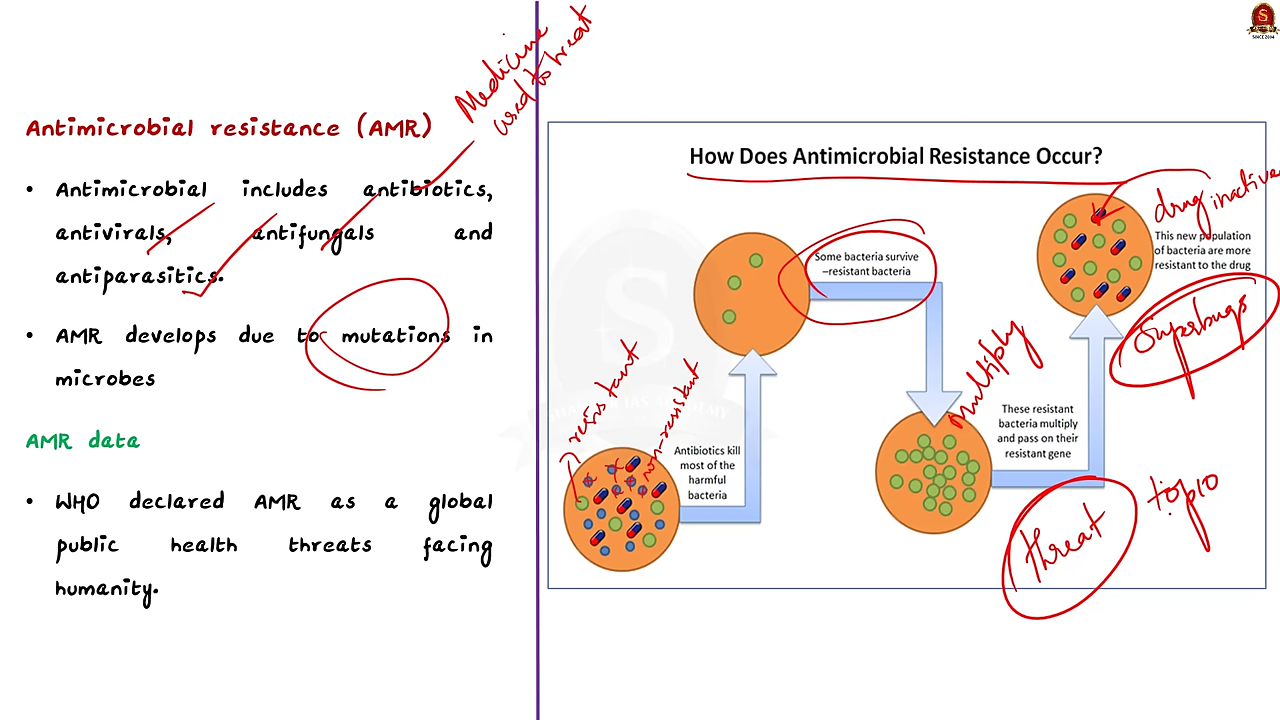 Antimicrobial resistance (AMR)
• Antimicrobial includes antibiotics,
antivirals, antifungals and
antiparasitics.
• AMR develops due to mutations in
microbes
AMR data
• WHO declared AMR as a global
public health threats facing
humanity.
Medicine
used to treat
How Does Antimicrobial Resistance Occur?
resistant
non-resistant
Antibiotics kill
most of the
harmful
bacteria
Some bacteria survive
–resistant bacteria
multiply
These resistant
bacteria multiply
and pass on their
resistant gene
drug inactive
This new population
of bacteria are more
resistant to the drug
Superbugs
threat
top10
S
SINCE 2004